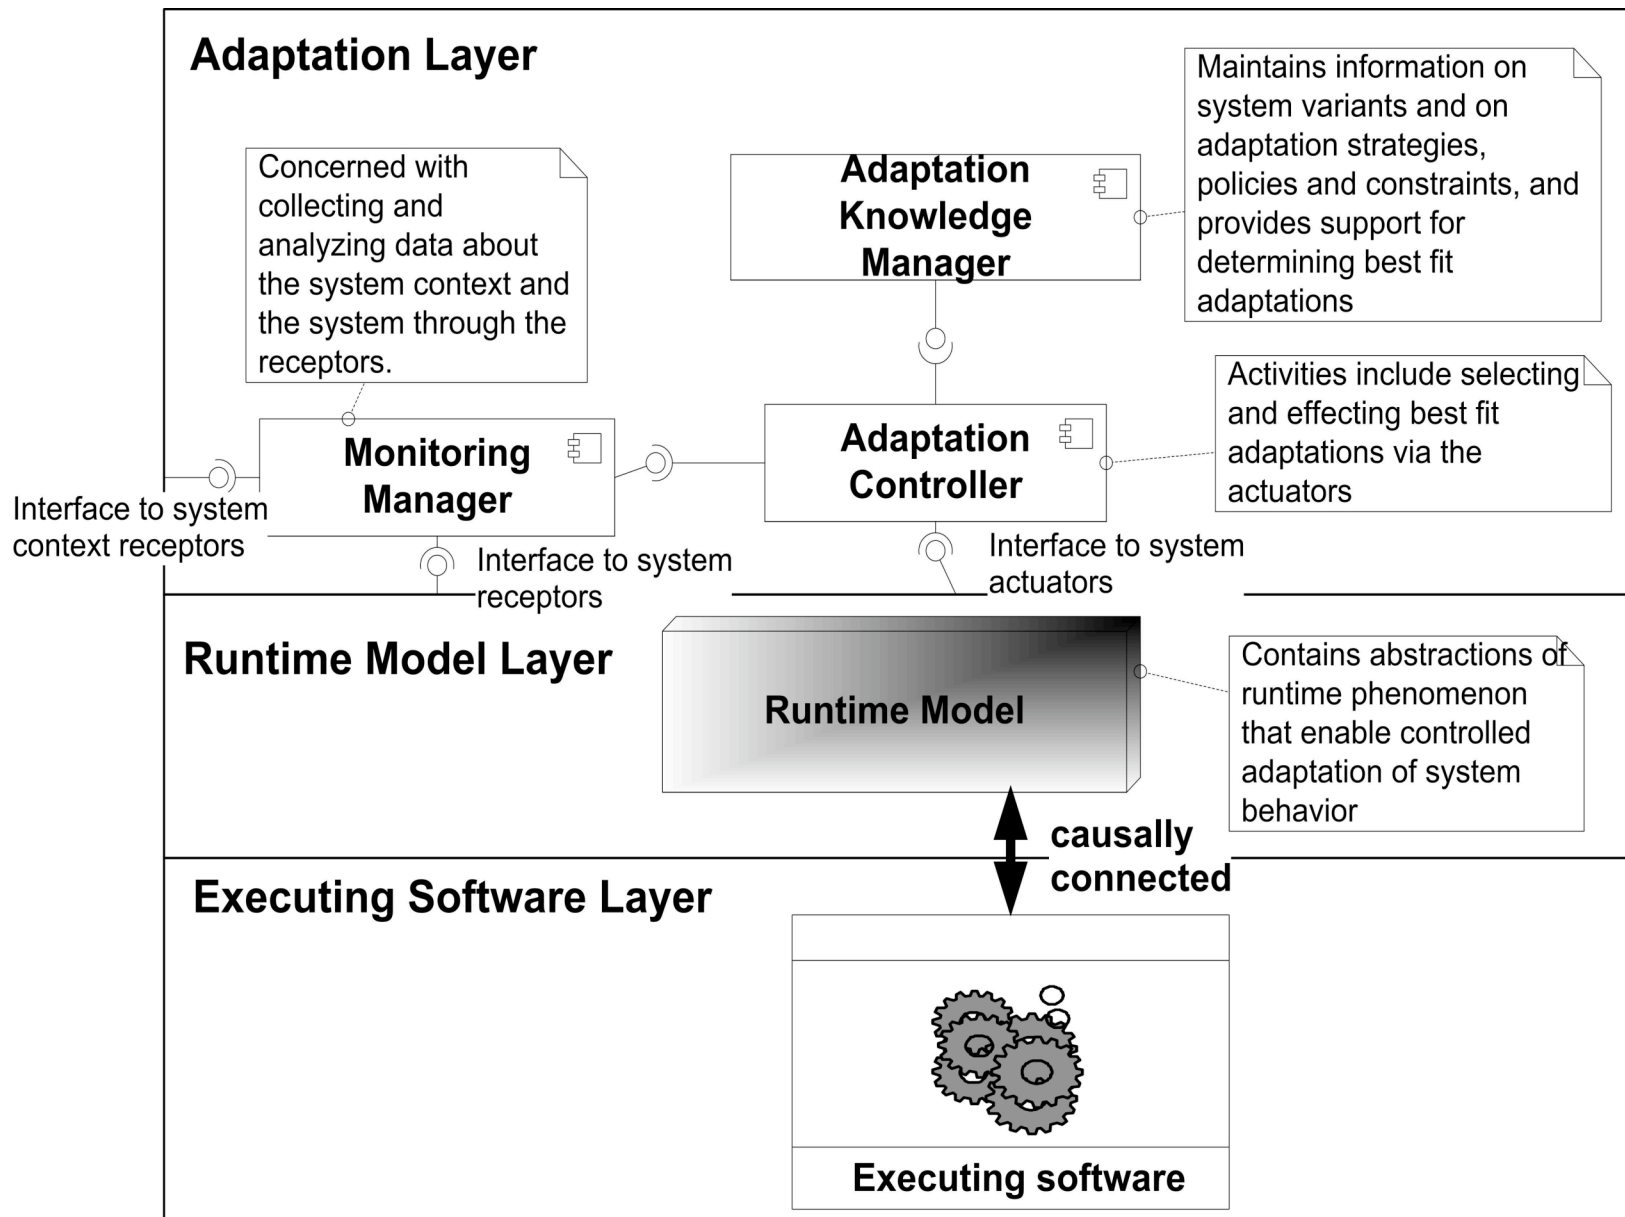 Adaptation Layer
Maintains information on
system variants and on
adaptation strategies,
policies and constraints, and
provides support for
determining best fit
adaptations
Concerned with
collecting and
analyzing data about
the system context and
the system through the
receptors.
Adaptation
Knowledge
Manager
Activities include selecting
and effecting best fit
adaptations via the
actuators
Monitoring
Manager
Adaptation
Controller
Interface to system
context receptors
Interface to system
receptors
Interface to system
actuators
Runtime Model Layer
Runtime Model
Contains abstractions of
runtime phenomenon
that enable controlled
adaptation of system
behavior
causally
connected
Executing Software Layer
Executing software